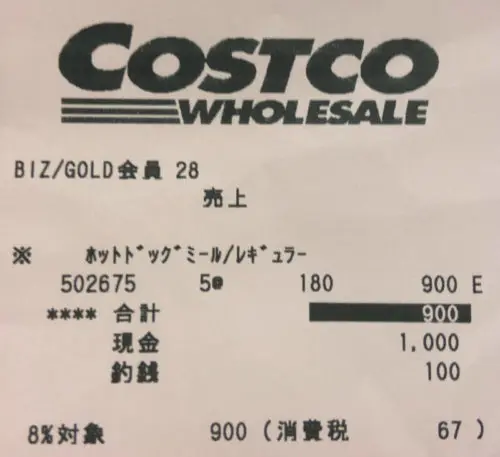 COSTCO
WHOLESALE
BIZ/GOLD会員 28
売上
※ ﾎｯﾄﾄﾞｯｸﾞﾐｰﾙ/ﾚｷﾞｭﾗｰ
502675 5@ 180 900 E
**** 合計 900
現金 1,000
釣銭 100
8%対象 900 (消費税 67 )